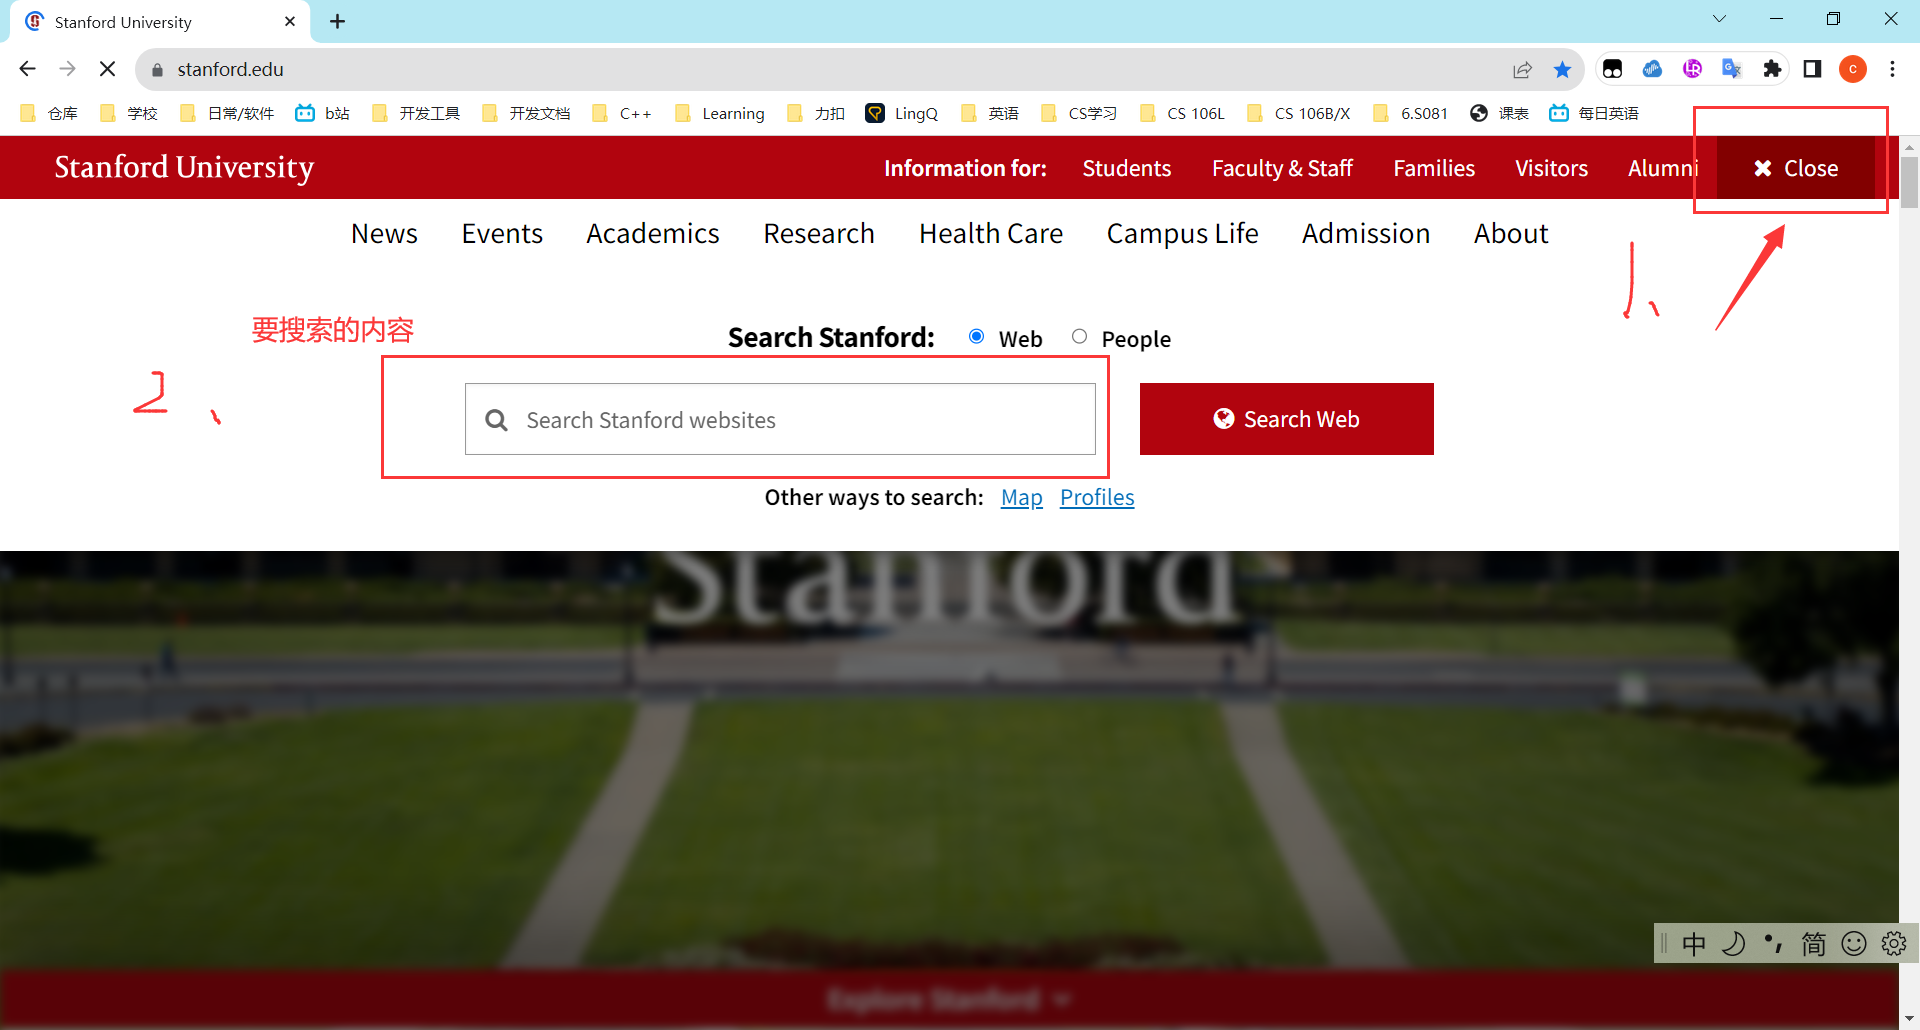 Stanford University
stanford.edu
C
仓库 学校 日常/软件 b站 开发工具 开发文档 C++ Learning 力扣 LingQ 英语 CS学习 CS 106L CS 106B/X 6.S081 课表 每日英语
Stanford University Information for: Students Faculty & Staff Families Visitors Alumni Close
News Events Academics Research Health Care Campus Life Admission About
1、
要搜索的内容
Search Stanford: Web People
2、
Search Stanford websites Search Web
Other ways to search: Map Profiles
Stanford
中 简
Explore Stanford